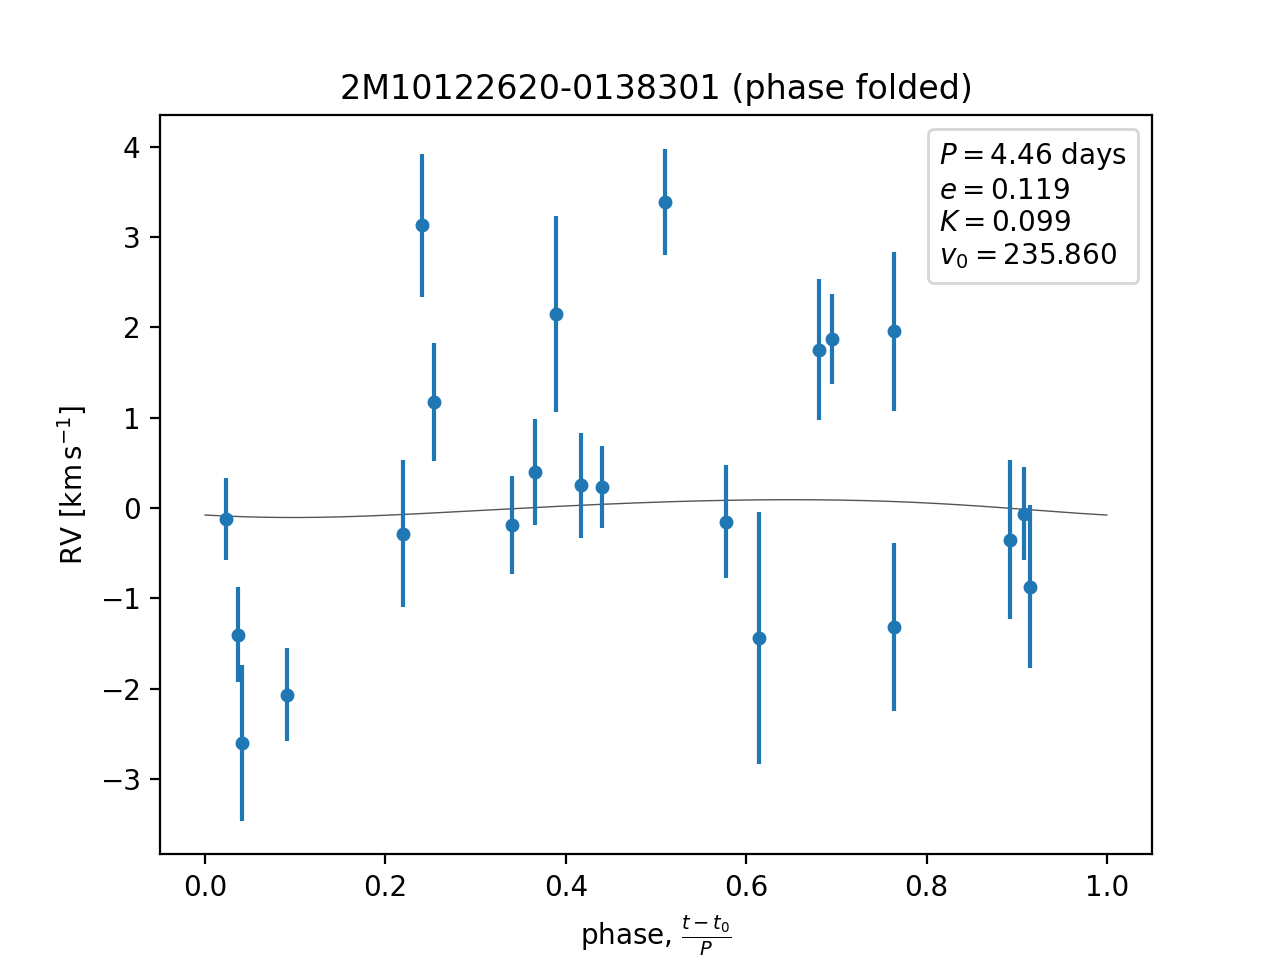 2M10122620-0138301 (phase folded)
P = 4.46 days
e = 0.119
K = 0.099
v₀ = 235.860
RV [km s⁻¹]
4
3
2
1
0
−1
−2
−3
0.0 0.2 0.4 0.6 0.8 1.0
phase, (t − t₀)/P